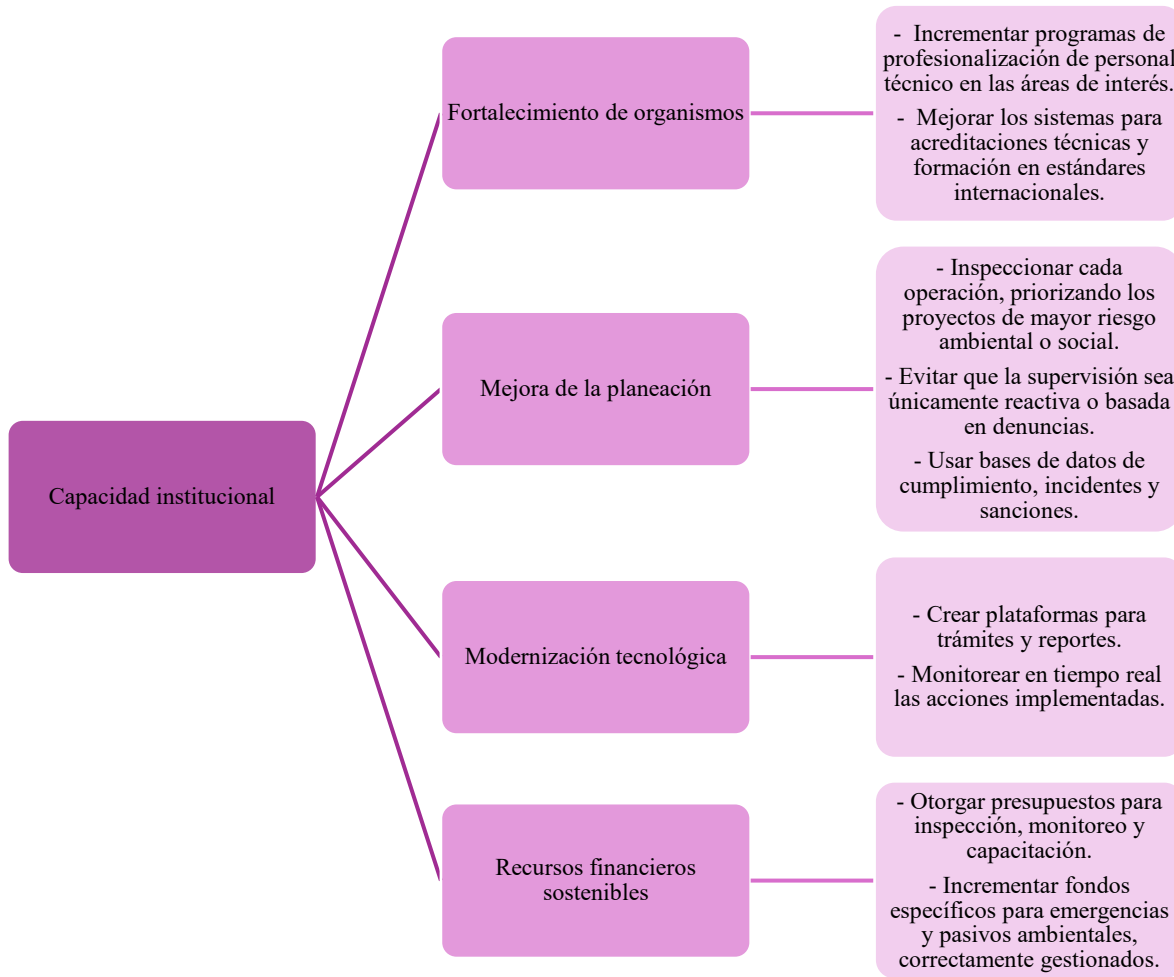 Capacidad institucional
Fortalecimiento de organismos
- Incrementar programas de
profesionalización de personal
técnico en las áreas de interés.
- Mejorar los sistemas para
acreditaciones técnicas y
formación en estándares
internacionales.
Mejora de la planeación
- Inspeccionar cada
operación, priorizando los
proyectos de mayor riesgo
ambiental o social.
- Evitar que la supervisión sea
únicamente reactiva o basada
en denuncias.
- Usar bases de datos de
cumplimiento, incidentes y
sanciones.
Modernización tecnológica
- Crear plataformas para
trámites y reportes.
- Monitorear en tiempo real
las acciones implementadas.
Recursos financieros
sostenibles
- Otorgar presupuestos para
inspección, monitoreo y
capacitación.
- Incrementar fondos
específicos para emergencias
y pasivos ambientales,
correctamente gestionados.